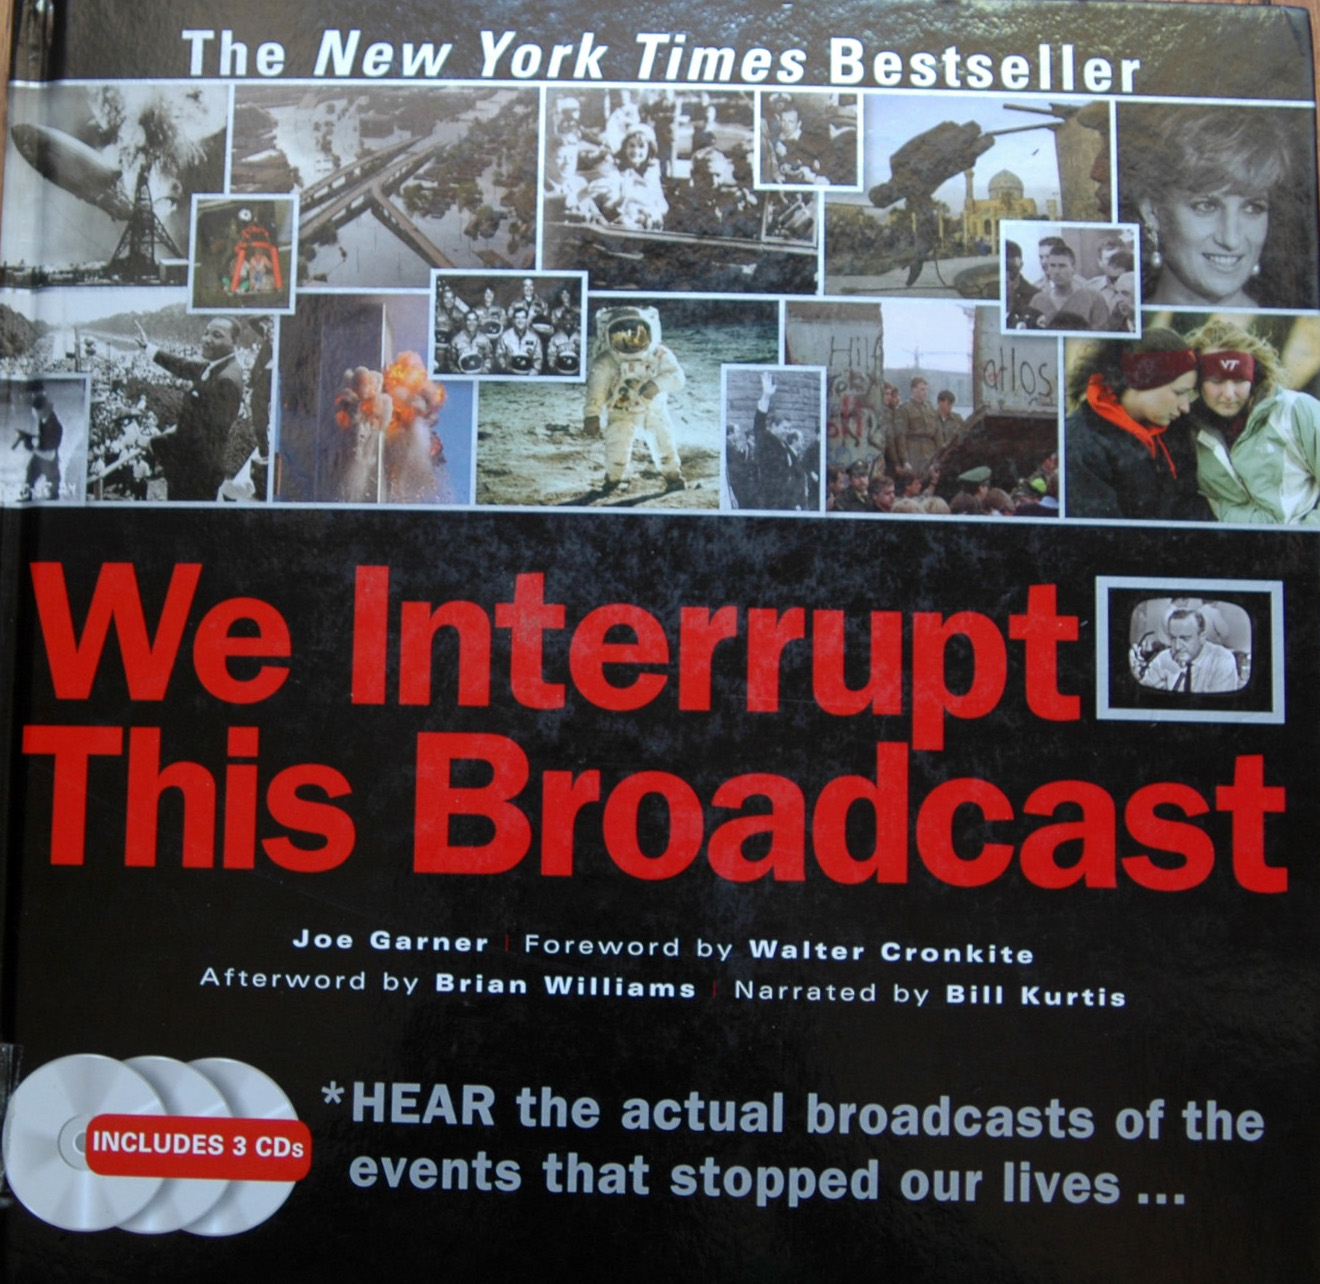 The New York Times Bestseller
VT
We Interrupt
This Broadcast
Joe Garner | Foreword by Walter Cronkite
Afterword by Brian Williams | Narrated by Bill Kurtis
INCLUDES 3 CDs
*HEAR the actual broadcasts of the
events that stopped our lives ...